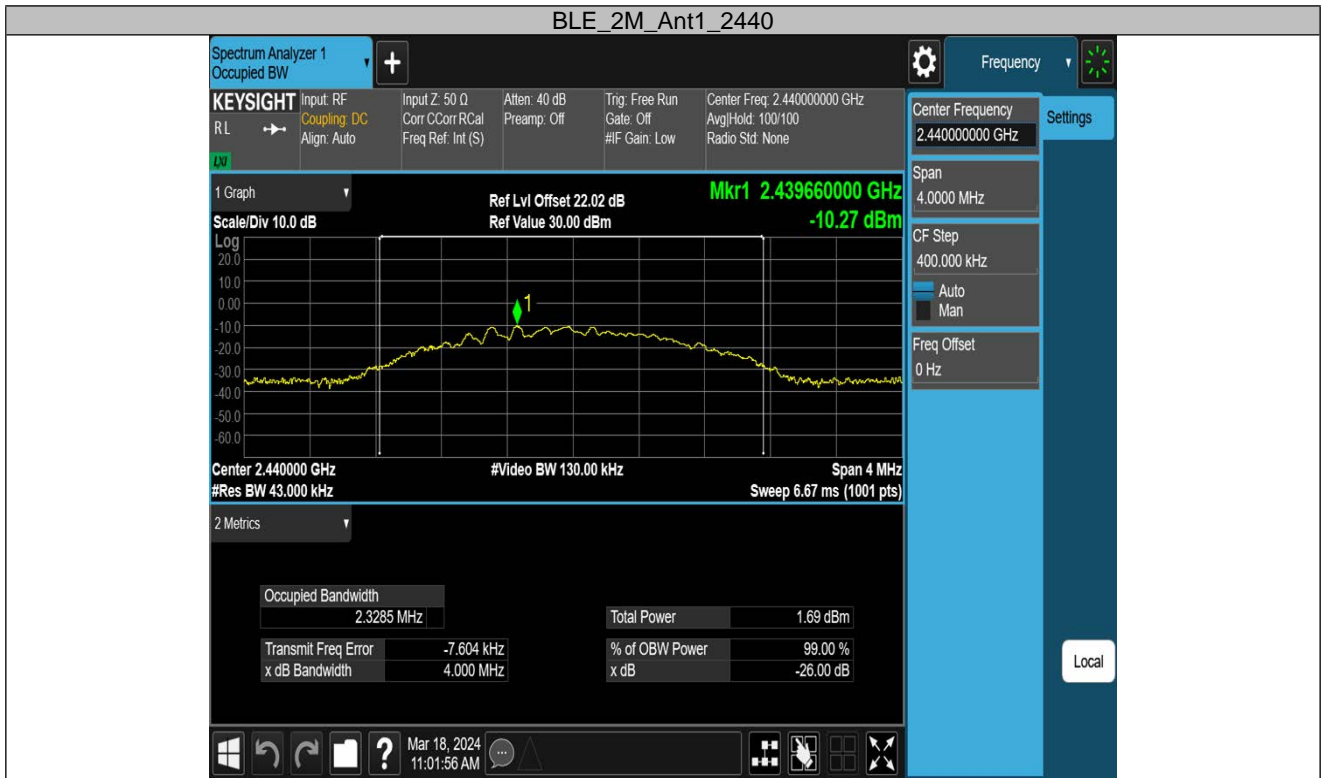 BLE_2M_Ant1_2440
Spectrum Analyzer 1
Occupied BW
+
Frequency
KEYSIGHT
RL
LXI
Input: RF
Coupling: DC
Align: Auto
Input Z: 50 Ω
Corr CCorr RCal
Freq Ref: Int (S)
Atten: 40 dB
Preamp: Off
Trig: Free Run
Gate: Off
#IF Gain: Low
Center Freq: 2.440000000 GHz
Avg|Hold: 100/100
Radio Std: None
Center Frequency
2.440000000 GHz
Settings
Span
4.0000 MHz
CF Step
400.000 kHz
Auto
Man
Freq Offset
0 Hz
Local
1 Graph
Scale/Div 10.0 dB
Ref Lvl Offset 22.02 dB
Ref Value 30.00 dBm
Mkr1 2.439660000 GHz
-10.27 dBm
Log
20.0
10.0
0.00
-10.0
-20.0
-30.0
-40.0
-50.0
-60.0
1
Center 2.440000 GHz
#Res BW 43.000 kHz
#Video BW 130.00 kHz
Span 4 MHz
Sweep 6.67 ms (1001 pts)
2 Metrics
Occupied Bandwidth
2.3285 MHz
Total Power 1.69 dBm
Transmit Freq Error -7.604 kHz
% of OBW Power 99.00 %
x dB Bandwidth 4.000 MHz
x dB -26.00 dB
?
Mar 18, 2024
11:01:56 AM